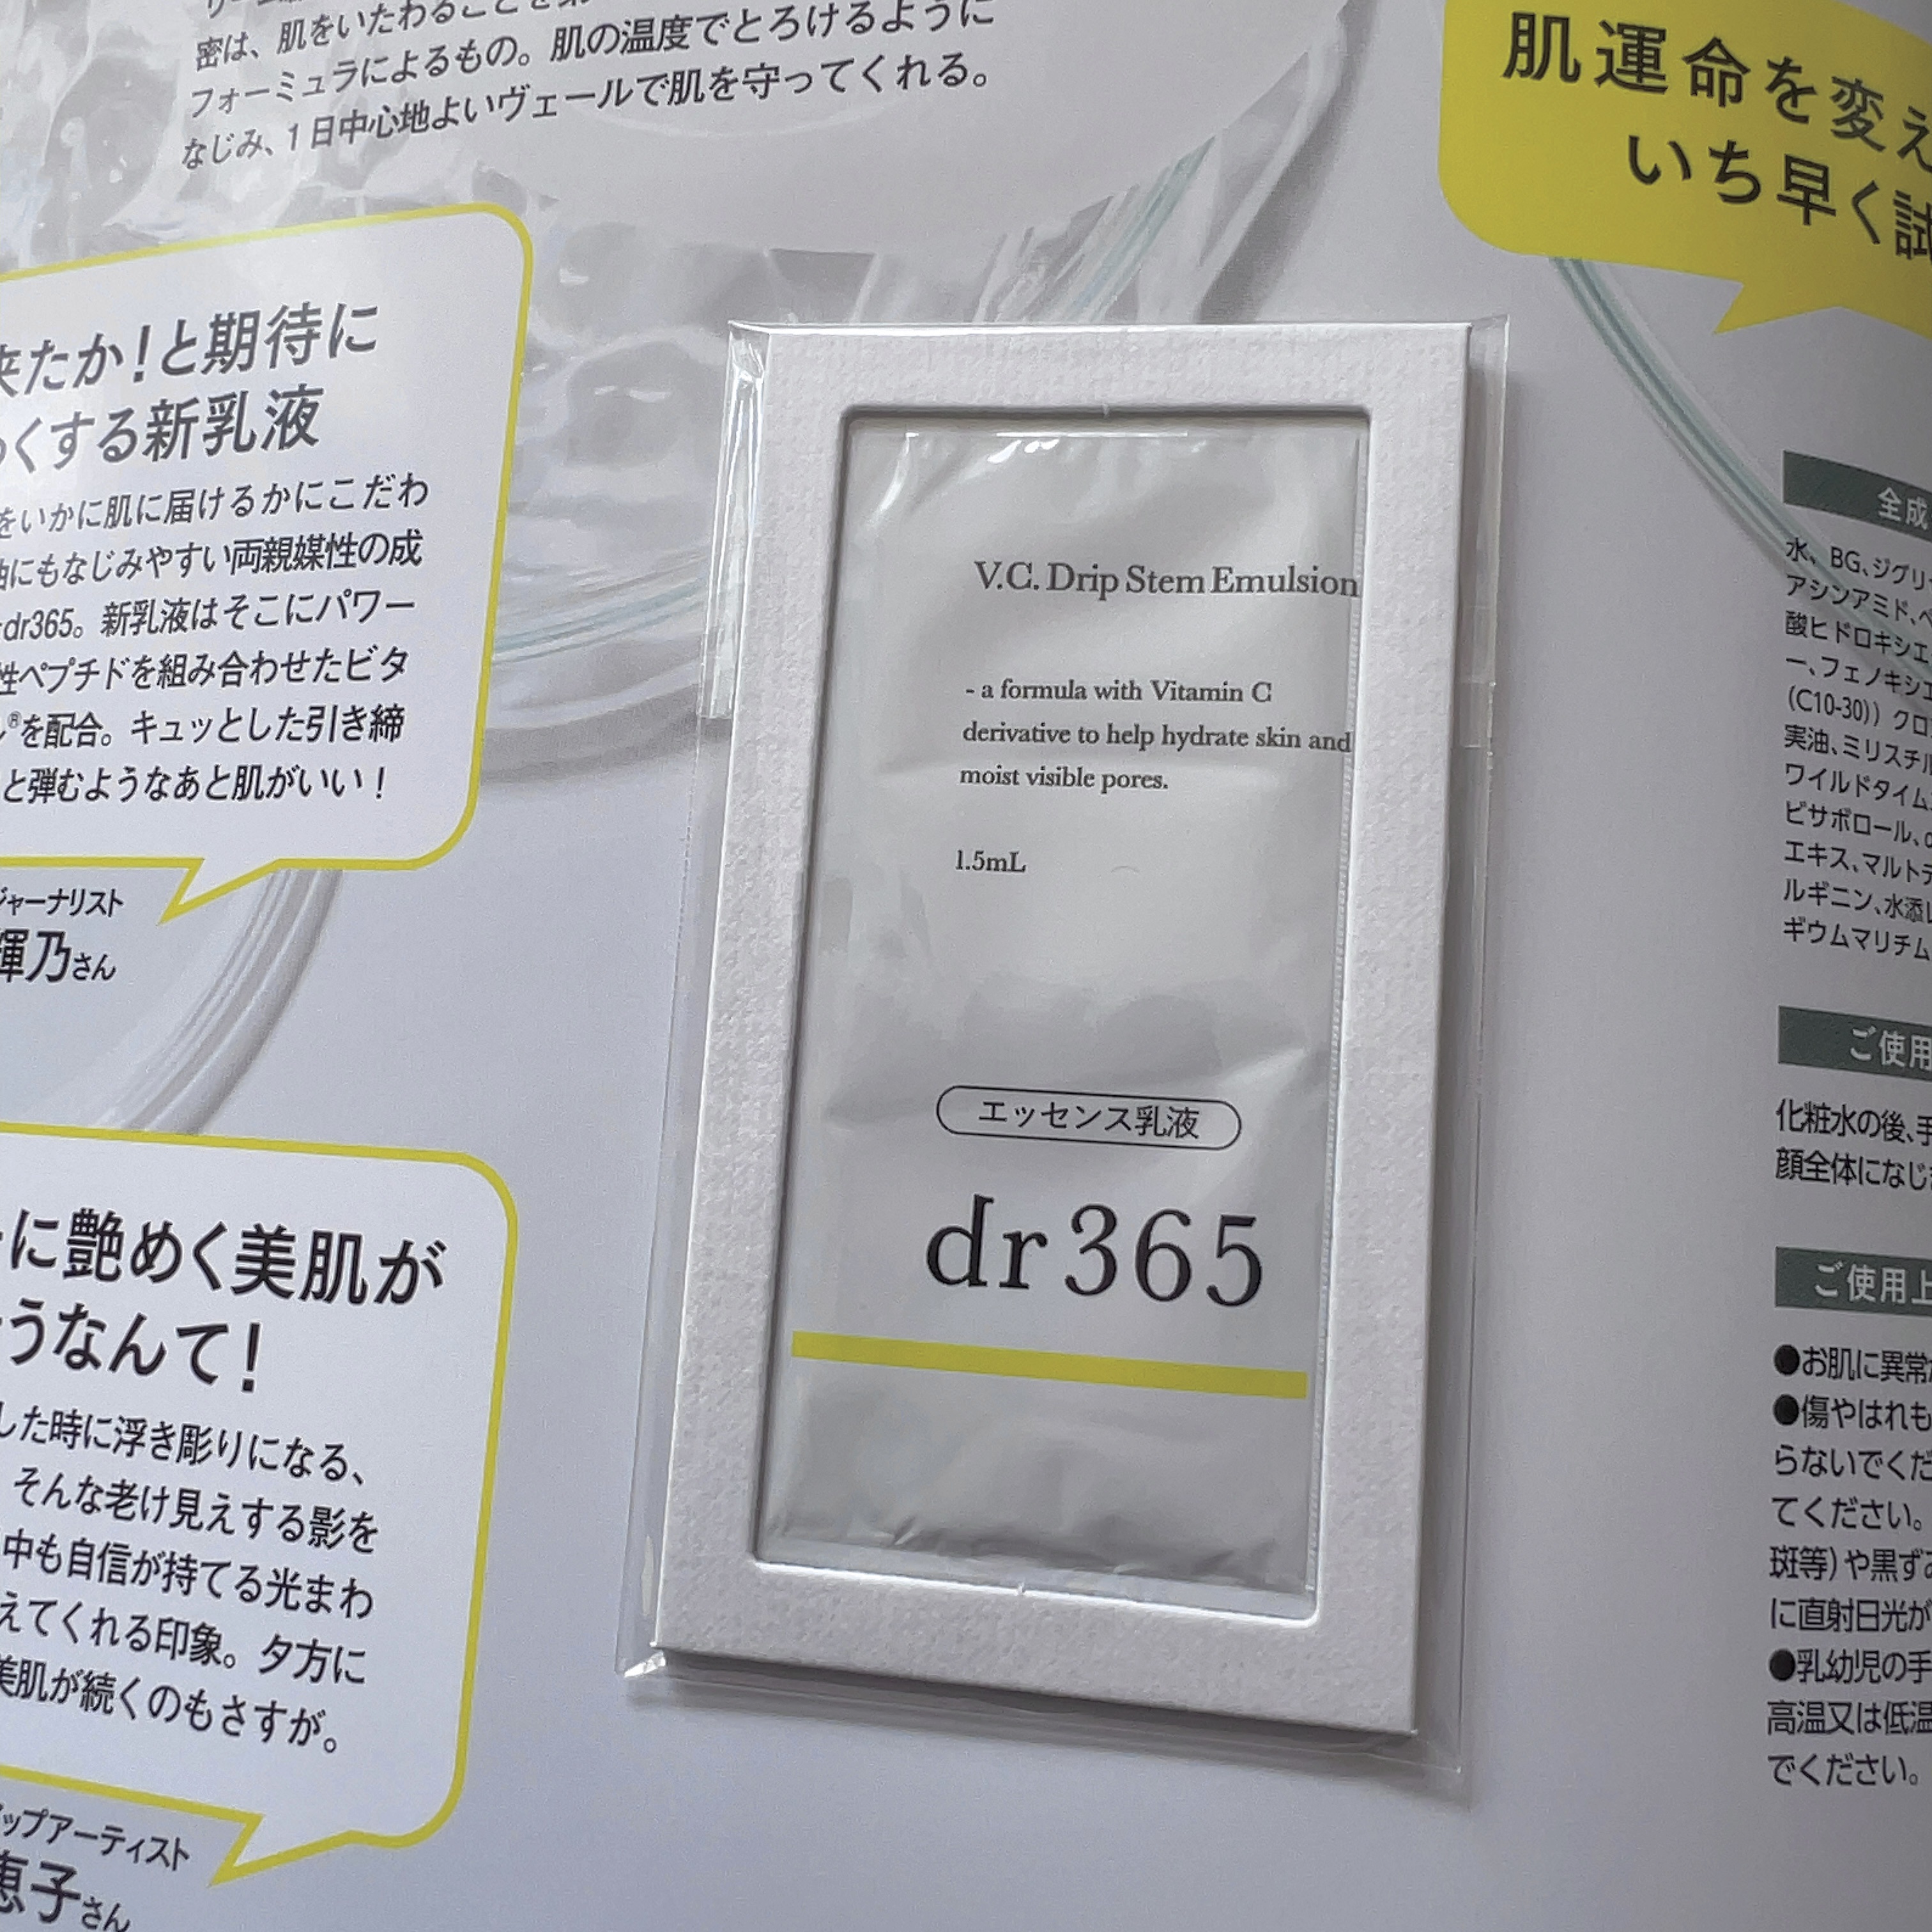 密は、肌をいたわることを
フォーミュラによるもの。肌の温度でとろけるように
なじみ、1日中心地よいヴェールで肌を守ってくれる。
肌運命を変え
いち早く試
来たか!と期待に
くする新乳液
をいかに肌に届けるかにこだわ
にもなじみやすい両親媒性の成
dr365。新乳液はそこにパワー
性ペプチドを組み合わせたビタ
®を配合。キュッとした引き締
と弾むようなあと肌がいい!
ジャーナリスト
輝乃さん
に艶めく美肌が
うなんて!
した時に浮き彫りになる、
そんな老け見えする影を
中も自信が持てる光まわ
えてくれる印象。夕方に
美肌が続くのもさすが。
ップアーティスト
恵子さん
V.C. Drip Stem Emulsion
- a formula with Vitamin C
derivative to help hydrate skin and
moist visible pores.
1.5mL
エッセンス乳液
dr365
全成
水、BG、ジグリ
アシンアミド、ペ
酸ヒドロキシエ
ー、フェノキシエ
(C10-30)) クロ
実油、ミリスチル
ワイルドタイム
ビサボロール、
エキス、マルトデ
ルギニン、水添レ
ギウムマリチム
ご使用
化粧水の後、手
顔全体になじ
ご使用上
●お肌に異常
●傷やはれも
らないでくだ
てください。
斑等)や黒ず
に直射日光が
●乳幼児の手
高温又は低温
でください。